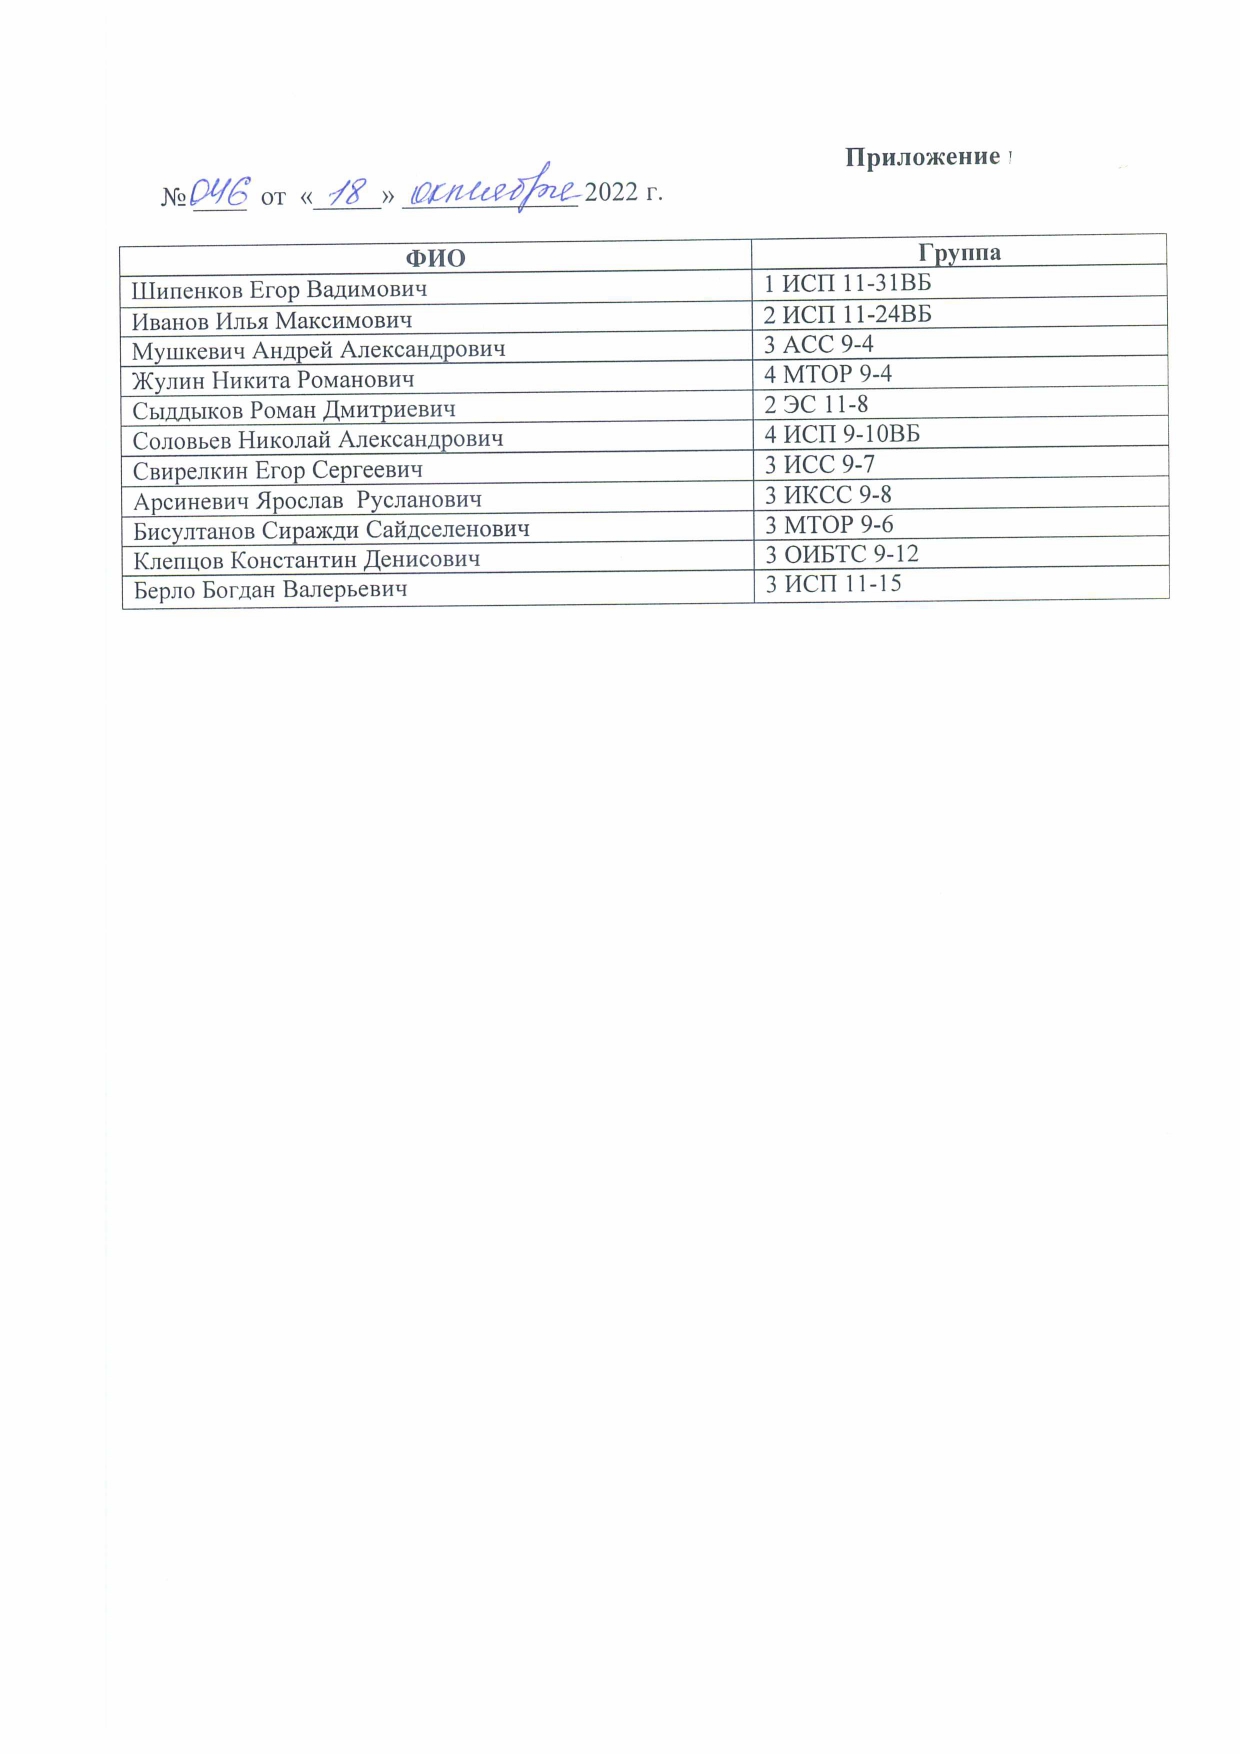 Приложение
№ 046 от « 18 » октября 2022 г.
ФИО Группа
Шипенков Егор Вадимович 1 ИСП 11-31ВБ
Иванов Илья Максимович 2 ИСП 11-24ВБ
Мушкевич Андрей Александрович 3 АСС 9-4
Жулин Никита Романович 4 МТОР 9-4
Сыддыков Роман Дмитриевич 2 ЭС 11-8
Соловьев Николай Александрович 4 ИСП 9-10ВБ
Свирелкин Егор Сергеевич 3 ИСС 9-7
Арсиневич Ярослав Русланович 3 ИКСС 9-8
Бисултанов Сиражди Сайдселенович 3 МТОР 9-6
Клепцов Константин Денисович 3 ОИБТС 9-12
Берло Богдан Валерьевич 3 ИСП 11-15